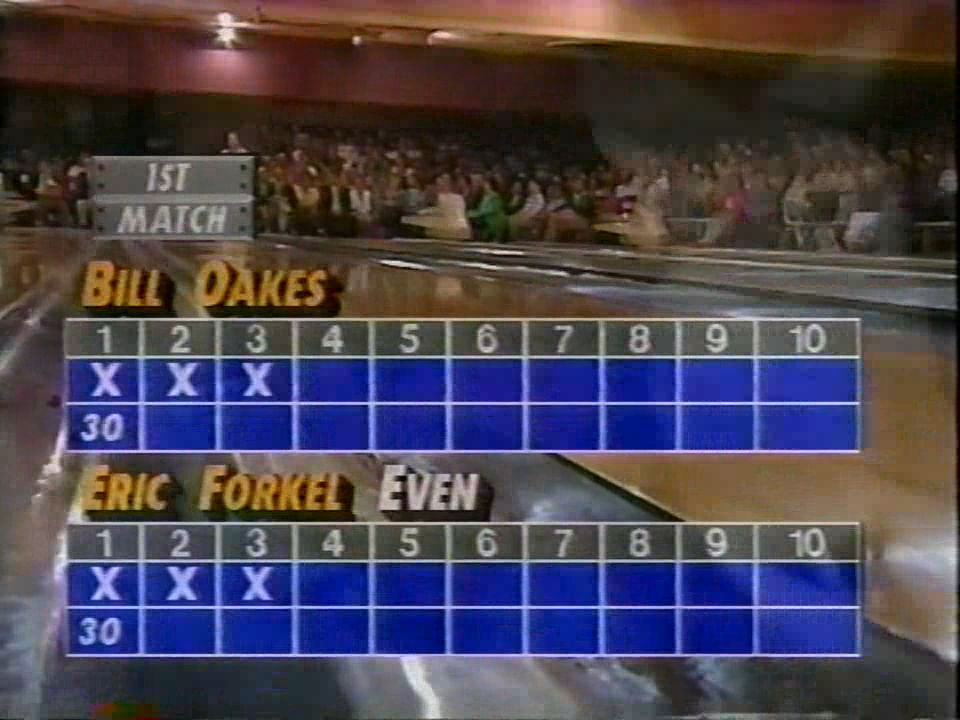 1ST
MATCH
BILL OAKES
1 2 3 4 5 6 7 8 9 10
X X X
30
ERIC FORKEL EVEN
1 2 3 4 5 6 7 8 9 10
X X X
30